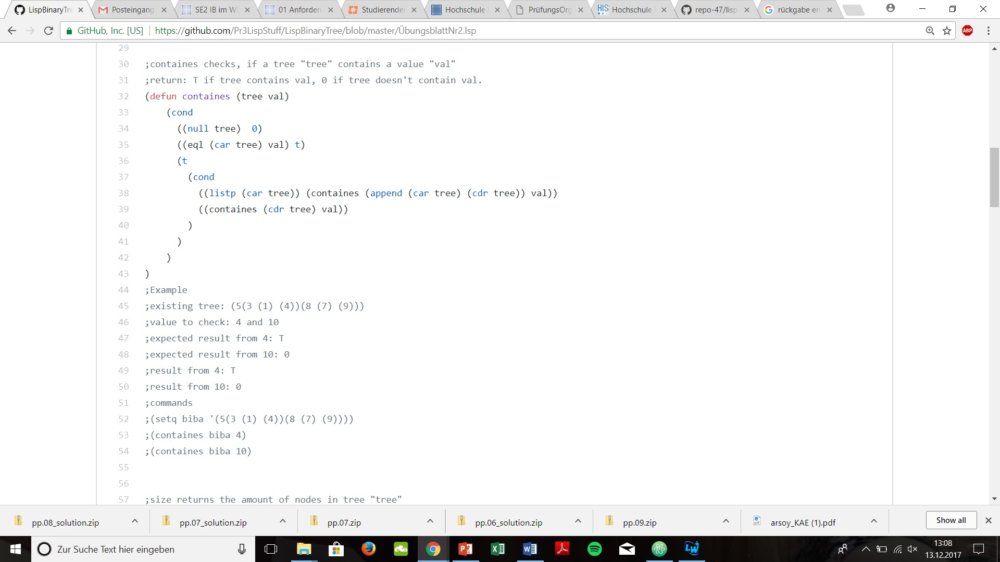 LispBinaryTre
Posteingang
SE2 IB im WS
01 Anforderu
Studierender
Hochschule
PrüfungsOrg
HIS Hochschule
repo-47/lisp
G rückgabe en
GitHub, Inc. [US] https://github.com/Pr3LispStuff/LispBinaryTree/blob/master/ÜbungsblattNr2.lsp ABP
29
30 ;containes checks, if a tree "tree" contains a value "val"
31 ;return: T if tree contains val, 0 if tree doesn't contain val.
32 (defun containes (tree val)
33 (cond
34 ((null tree)  0)
35 ((eql (car tree) val) t)
36 (t
37 (cond
38 ((listp (car tree)) (containes (append (car tree) (cdr tree)) val))
39 ((containes (cdr tree) val))
40 )
41 )
42 )
43 )
44 ;Example
45 ;existing tree: (5(3 (1) (4))(8 (7) (9)))
46 ;value to check: 4 and 10
47 ;expected result from 4: T
48 ;expected result from 10: 0
49 ;result from 4: T
50 ;result from 10: 0
51 ;commands
52 ;(setq biba '(5(3 (1) (4))(8 (7) (9))))
53 ;(containes biba 4)
54 ;(containes biba 10)
55
56
57 ;size returns the amount of nodes in tree "tree"
pp.08_solution.zip
pp.07_solution.zip
pp.07.zip
pp.06_solution.zip
pp.09.zip
arsoy_KAE (1).pdf
Show all
Zur Suche Text hier eingeben
13:08
13.12.2017